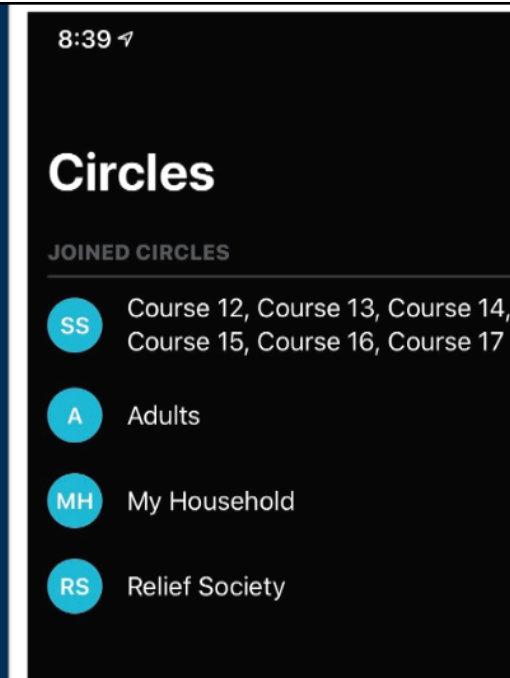 8:39
Circles
JOINED CIRCLES
SS
Course 12, Course 13, Course 14,
Course 15, Course 16, Course 17
A
Adults
MH
My Household
RS
Relief Society